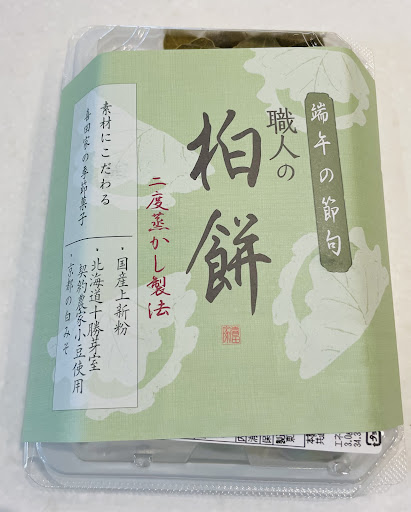 端午の節句
職人の
柏餅
二度蒸かし製法
素材にこだわる
喜田家の季節菓子
・国産上新粉
・北海道十勝芽室
契約農家小豆使用
・京都の白みそ